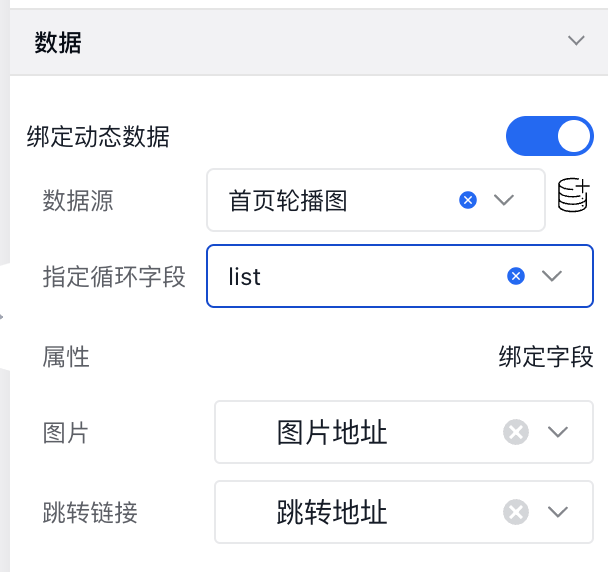 数据
绑定动态数据
数据源 首页轮播图
指定循环字段 list
属性 绑定字段
图片 图片地址
跳转链接 跳转地址